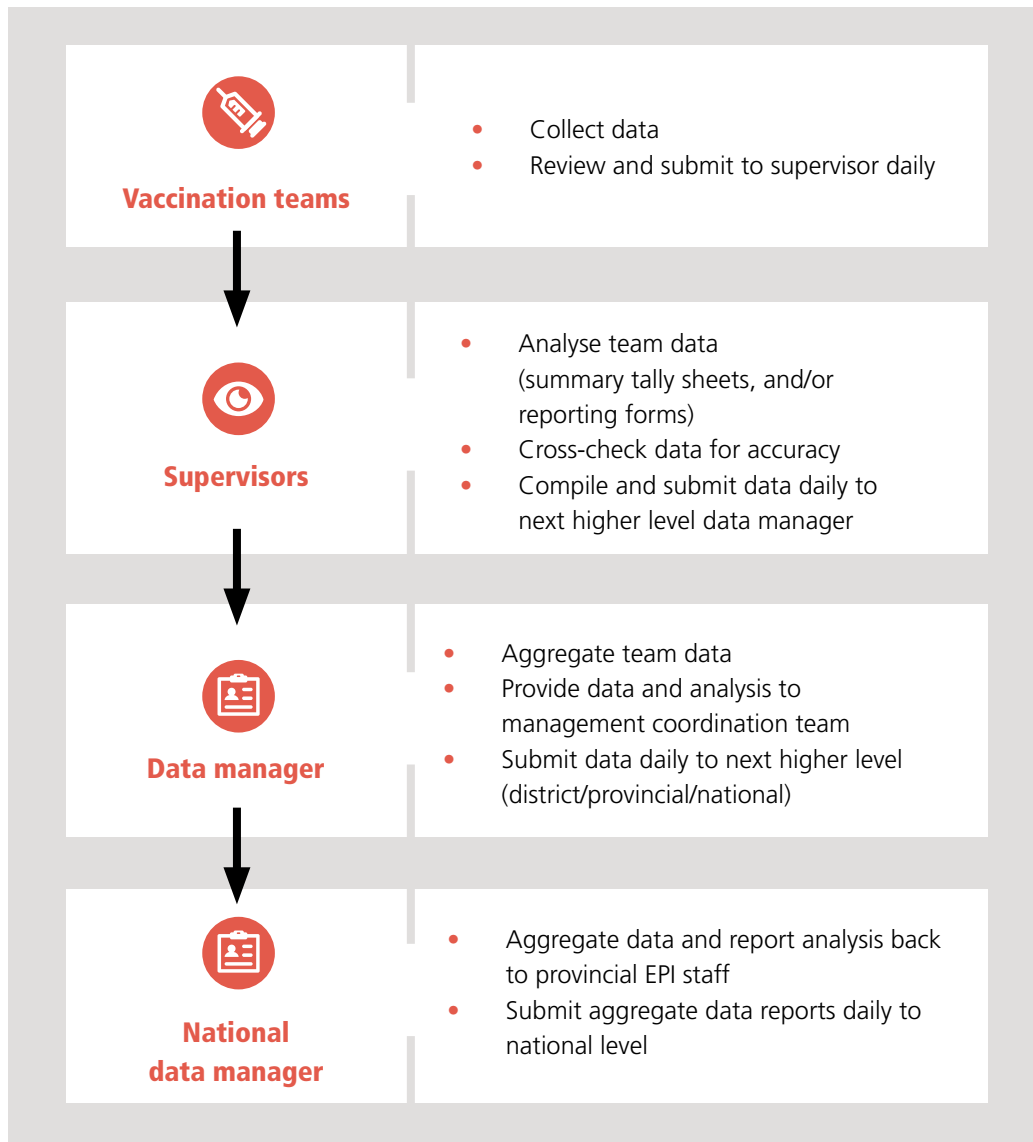 Vaccination teams
• Collect data
• Review and submit to supervisor daily
Supervisors
• Analyse team data
(summary tally sheets, and/or
reporting forms)
• Cross-check data for accuracy
• Compile and submit data daily to
next higher level data manager
Data manager
• Aggregate team data
• Provide data and analysis to
management coordination team
• Submit data daily to next higher level
(district/provincial/national)
National
data manager
• Aggregate data and report analysis back
to provincial EPI staff
• Submit aggregate data reports daily to
national level